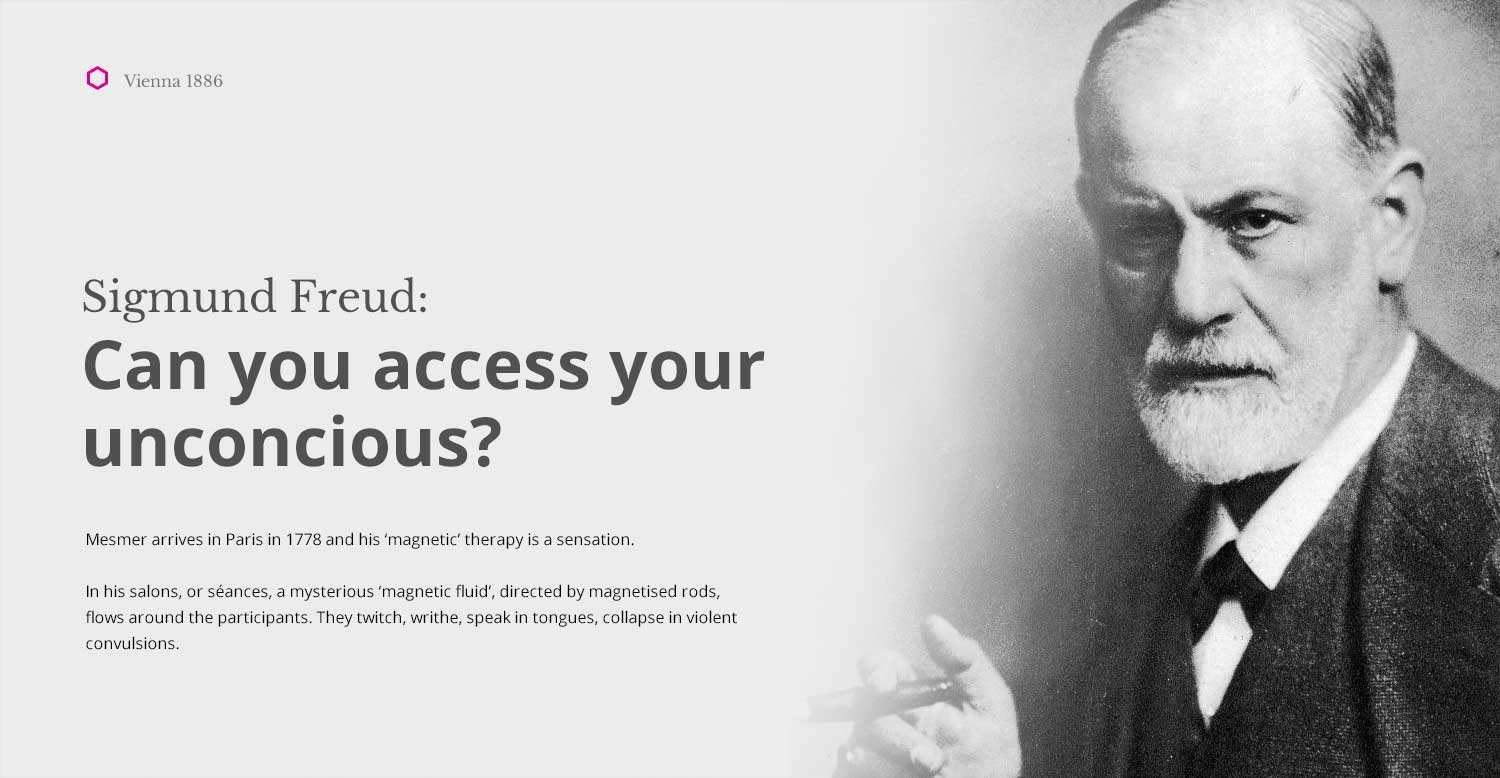 Vienna 1886
Sigmund Freud:
Can you access your
unconcious?
Mesmer arrives in Paris in 1778 and his ‘magnetic’ therapy is a sensation.
In his salons, or séances, a mysterious ‘magnetic fluid’, directed by magnetised rods,
flows around the participants. They twitch, writhe, speak in tongues, collapse in violent
convulsions.